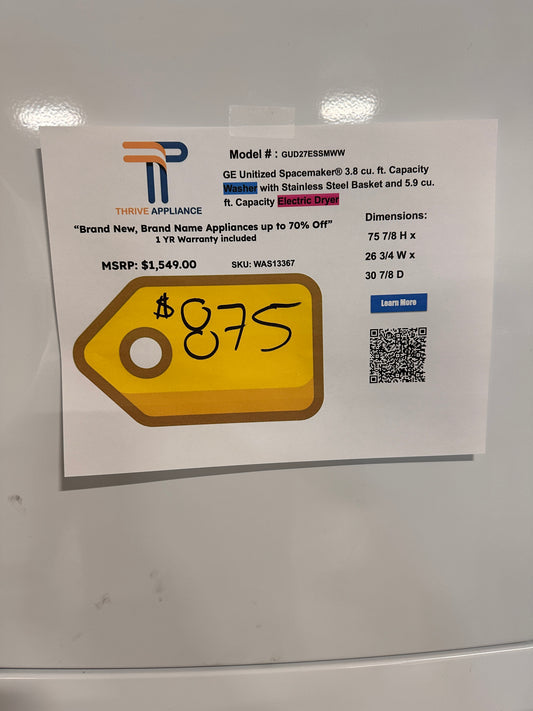 THRIVE APPLIANCE
"Brand New, Brand Name Appliances up to 70% Off"
1 YR Warranty included
MSRP: $1,549.00 SKU: WAS13367
$875
Model # : GUD27ESSMWW
GE Unitized Spacemaker® 3.8 cu. ft. Capacity
Washer with Stainless Steel Basket and 5.9 cu.
ft. Capacity Electric Dryer
Dimensions:
75 7/8 H x
26 3/4 W x
30 7/8 D
Learn More